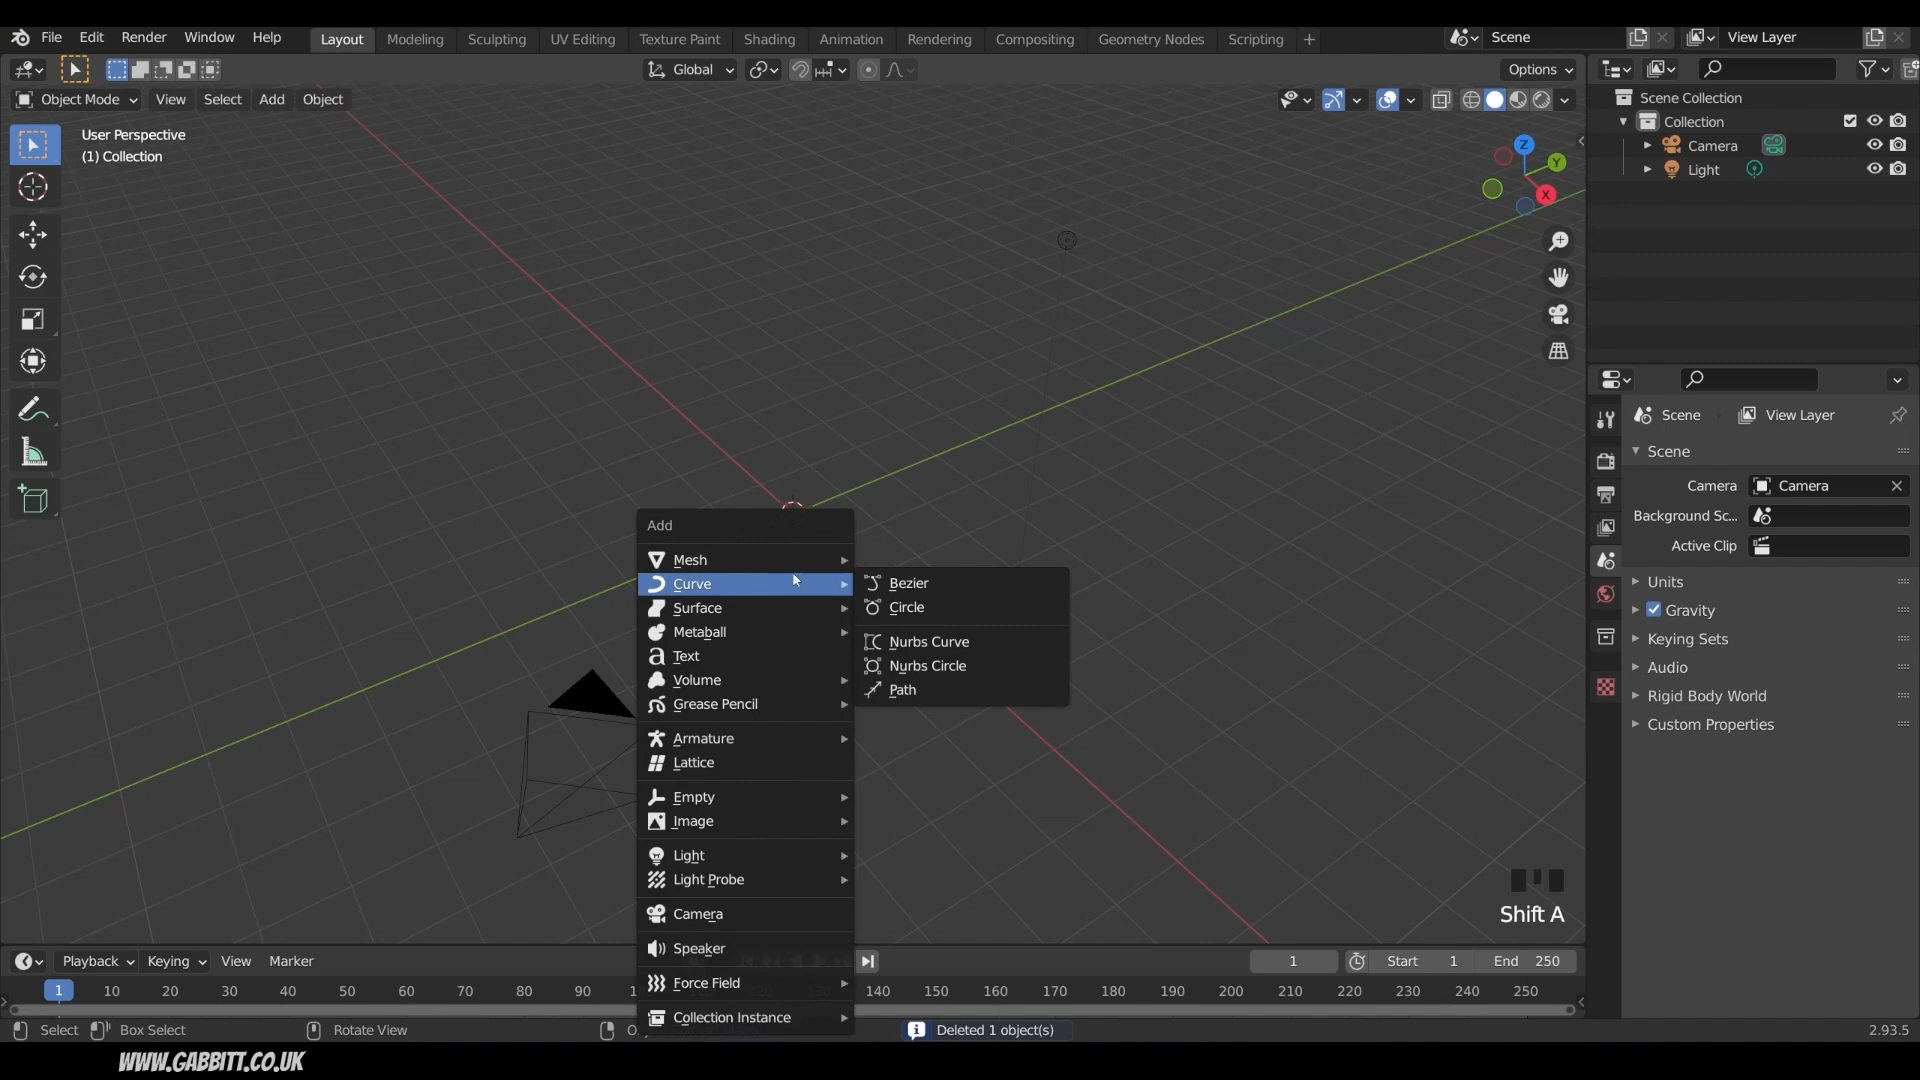 File Edit Render Window Help Layout Modeling Sculpting UV Editing Texture Paint Shading Animation Rendering Compositing Geometry Nodes Scripting + Scene View Layer
Global Options
Object Mode View Select Add Object
User Perspective
(1) Collection
Z
Y
X
Scene Collection
Collection
Camera
Light
Scene View Layer
Scene
Camera Camera
Background Sc...
Active Clip
Units
Gravity
Keying Sets
Audio
Rigid Body World
Custom Properties
Add
Mesh
Curve
Surface
Metaball
Text
Volume
Grease Pencil
Armature
Lattice
Empty
Image
Light
Light Probe
Camera
Speaker
Force Field
Collection Instance
Bezier
Circle
Nurbs Curve
Nurbs Circle
Path
Shift A
Playback Keying View Marker 1 Start 1 End 250
1 10 20 30 40 50 60 70 80 90 140 150 160 170 180 190 200 210 220 230 240 250
Select Box Select Rotate View Deleted 1 object(s) 2.93.5
WWW.GABBITT.CO.UK